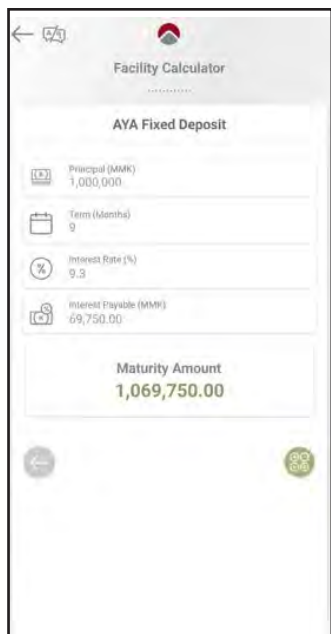 Facility Calculator
AYA Fixed Deposit
Principal (MMK)
1,000,000
Term (Months)
9
Interest Rate (%)
9.3
Interest Payable (MMK)
69,750.00
Maturity Amount
1,069,750.00